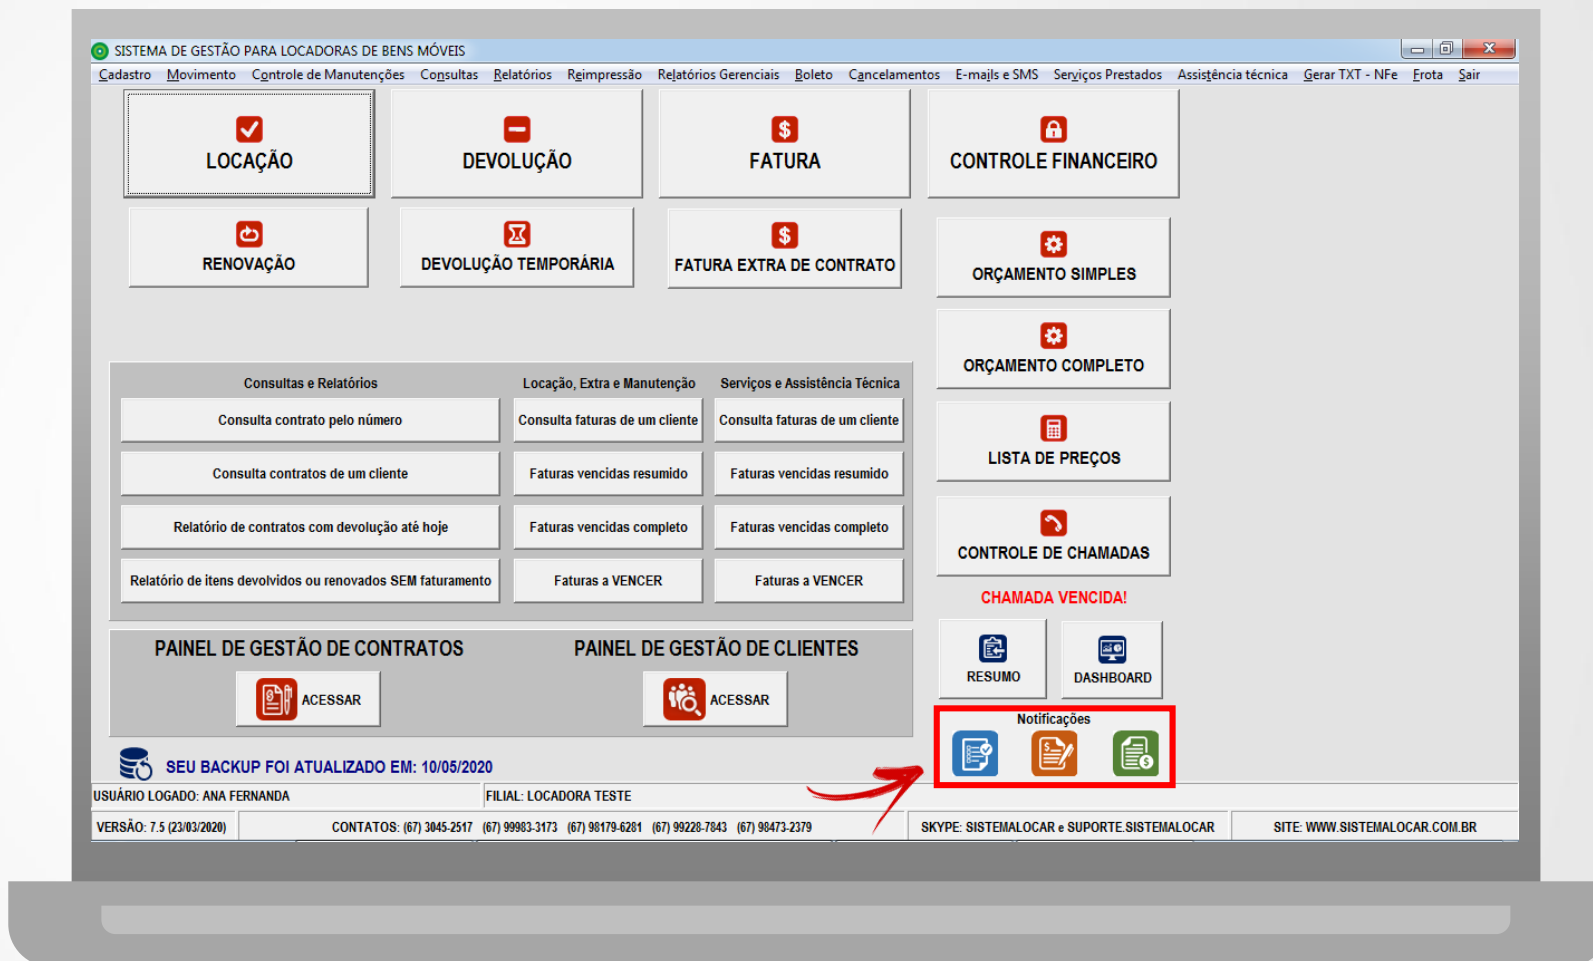 SISTEMA DE GESTÃO PARA LOCADORAS DE BENS MÓVEIS
Cadastro Movimento Controle de Manutenções Consultas Relatórios Reimpressão Relatórios Gerenciais Boleto Cancelamentos E-mails e SMS Serviços Prestados Assistência técnica Gerar TXT - NFe Frota Sair
LOCAÇÃO
DEVOLUÇÃO
FATURA
CONTROLE FINANCEIRO
RENOVAÇÃO
DEVOLUÇÃO TEMPORÁRIA
FATURA EXTRA DE CONTRATO
ORÇAMENTO SIMPLES
ORÇAMENTO COMPLETO
LISTA DE PREÇOS
CONTROLE DE CHAMADAS
CHAMADA VENCIDA!
Consultas e Relatórios
Consulta contrato pelo número
Consulta contratos de um cliente
Relatório de contratos com devolução até hoje
Relatório de itens devolvidos ou renovados SEM faturamento
Locação, Extra e Manutenção
Consulta faturas de um cliente
Faturas vencidas resumido
Faturas vencidas completo
Faturas a VENCER
Serviços e Assistência Técnica
Consulta faturas de um cliente
Faturas vencidas resumido
Faturas vencidas completo
Faturas a VENCER
PAINEL DE GESTÃO DE CONTRATOS
ACESSAR
PAINEL DE GESTÃO DE CLIENTES
ACESSAR
RESUMO
DASHBOARD
Notificações
SEU BACKUP FOI ATUALIZADO EM: 10/05/2020
USUÁRIO LOGADO: ANA FERNANDA
FILIAL: LOCADORA TESTE
VERSÃO: 7.5 (23/03/2020)
CONTATOS: (67) 3045-2517 (67) 99983-3173 (67) 98179-6281 (67) 99228-7843 (67) 98473-2379
SKYPE: SISTEMALOCAR e SUPORTE.SISTEMALOCAR
SITE: WWW.SISTEMALOCAR.COM.BR